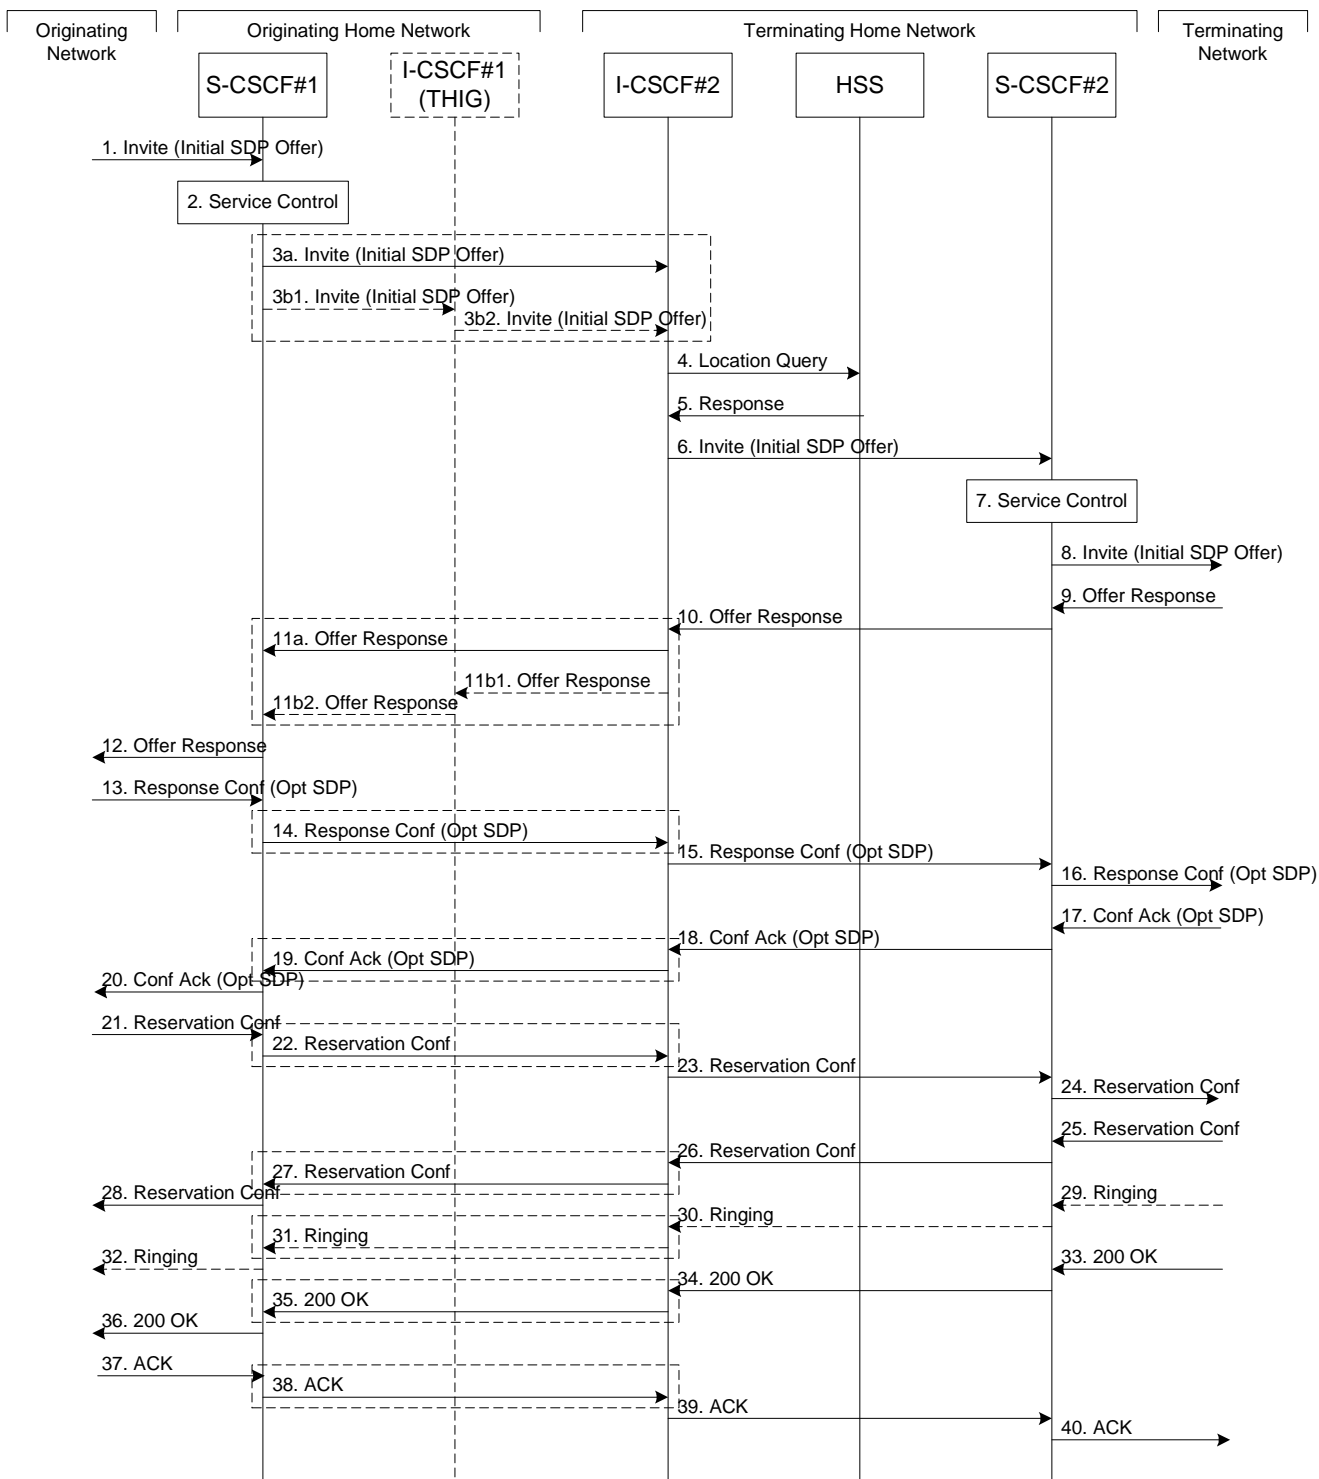 Originating
Network
Originating Home Network
Terminating Home Network
Terminating
Network
S-CSCF#1
I-CSCF#1
(THIG)
I-CSCF#2
HSS
S-CSCF#2
1. Invite (Initial SDP Offer)
2. Service Control
3a. Invite (Initial SDP Offer)
3b1. Invite (Initial SDP Offer)
3b2. Invite (Initial SDP Offer)
4. Location Query
5. Response
6. Invite (Initial SDP Offer)
7. Service Control
8. Invite (Initial SDP Offer)
9. Offer Response
10. Offer Response
11a. Offer Response
11b1. Offer Response
11b2. Offer Response
12. Offer Response
13. Response Conf (Opt SDP)
14. Response Conf (Opt SDP)
15. Response Conf (Opt SDP)
16. Response Conf (Opt SDP)
17. Conf Ack (Opt SDP)
18. Conf Ack (Opt SDP)
19. Conf Ack (Opt SDP)
20. Conf Ack (Opt SDP)
21. Reservation Conf
22. Reservation Conf
23. Reservation Conf
24. Reservation Conf
25. Reservation Conf
26. Reservation Conf
27. Reservation Conf
28. Reservation Conf
29. Ringing
30. Ringing
31. Ringing
32. Ringing
33. 200 OK
34. 200 OK
35. 200 OK
36. 200 OK
37. ACK
38. ACK
39. ACK
40. ACK